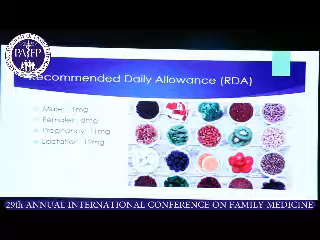 PAFP
Recommended Daily Allowance (RDA)
Male:
Females:
Pregnancy:
Lactation:
29th ANNUAL INTERNATIONAL CONFERENCE ON FAMILY MEDICINE